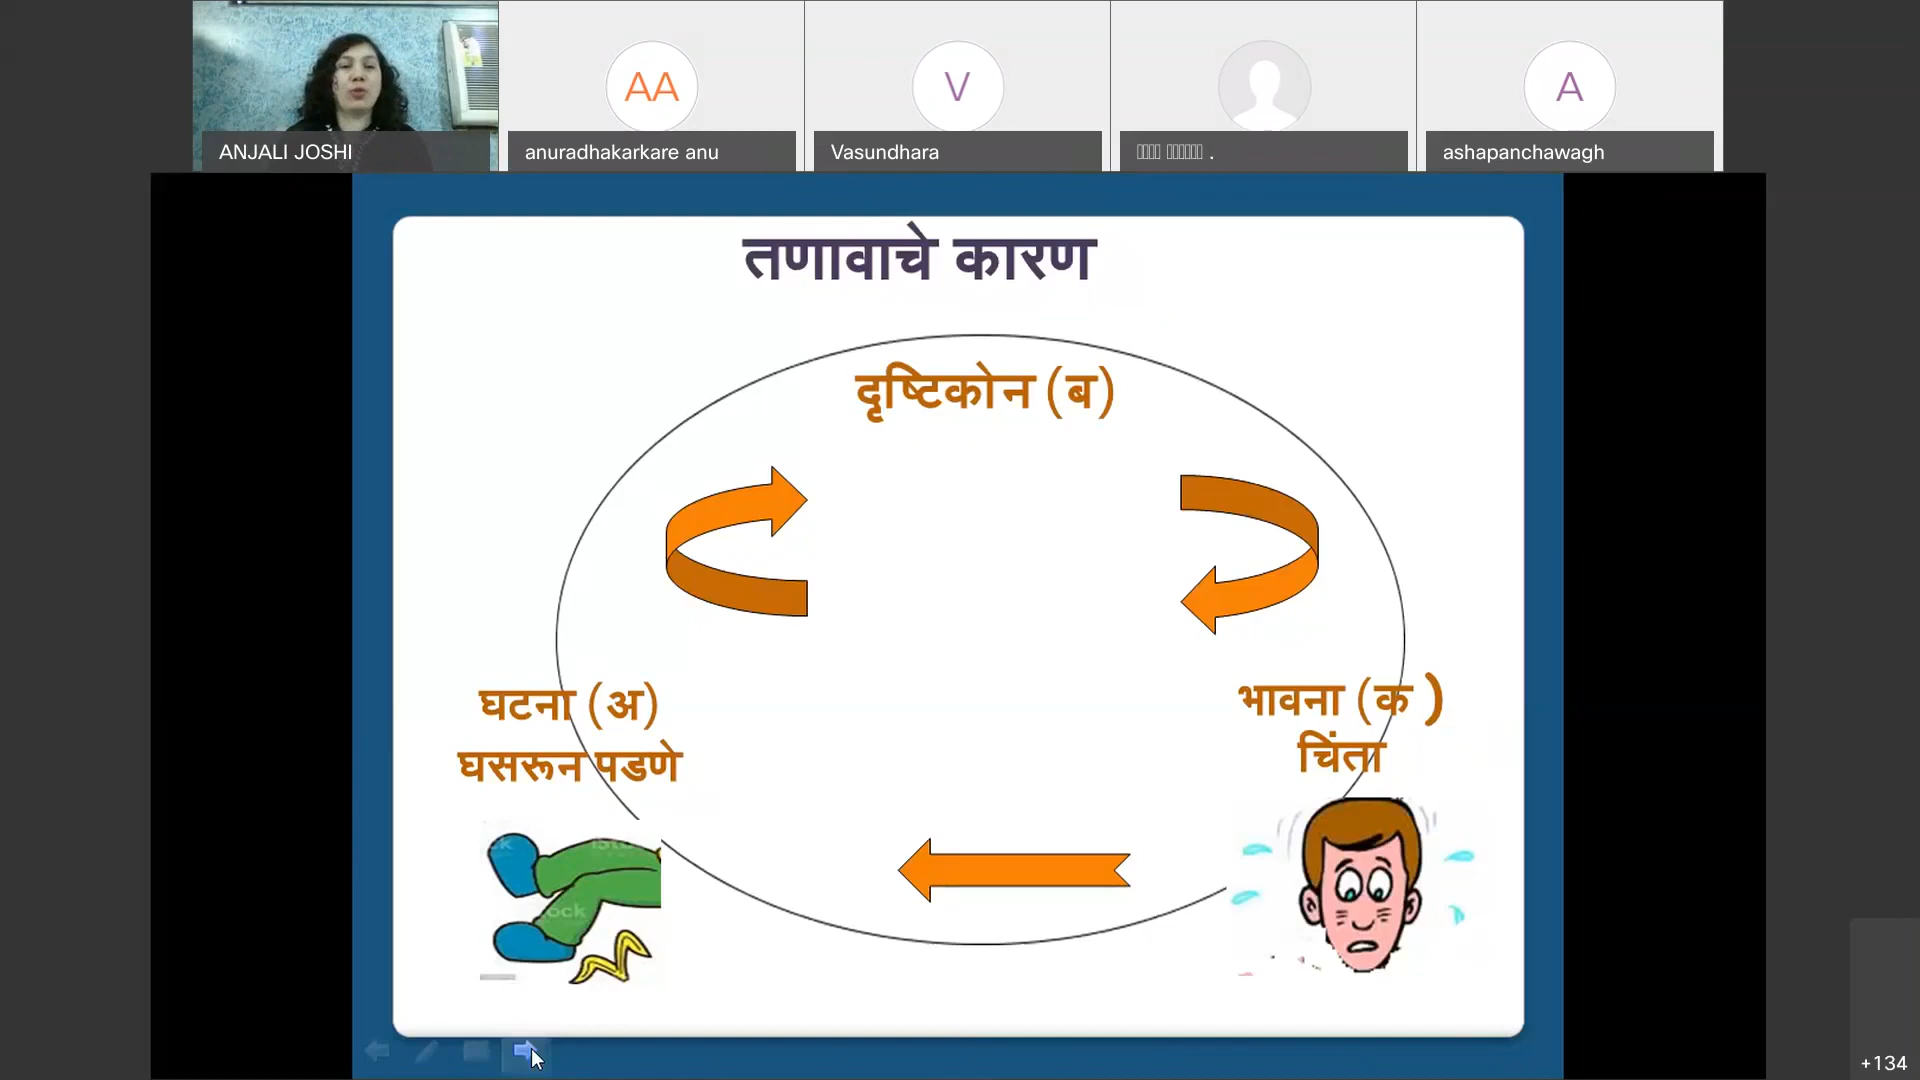 AA
V
A
ANJALI JOSHI
anuradhakarkare anu
Vasundhara
ashapanchawagh
तणावाचे कारण
दृष्टिकोन (ब)
घटना (अ)
घसरून पडणे
भावना (क )
चिंता
+134